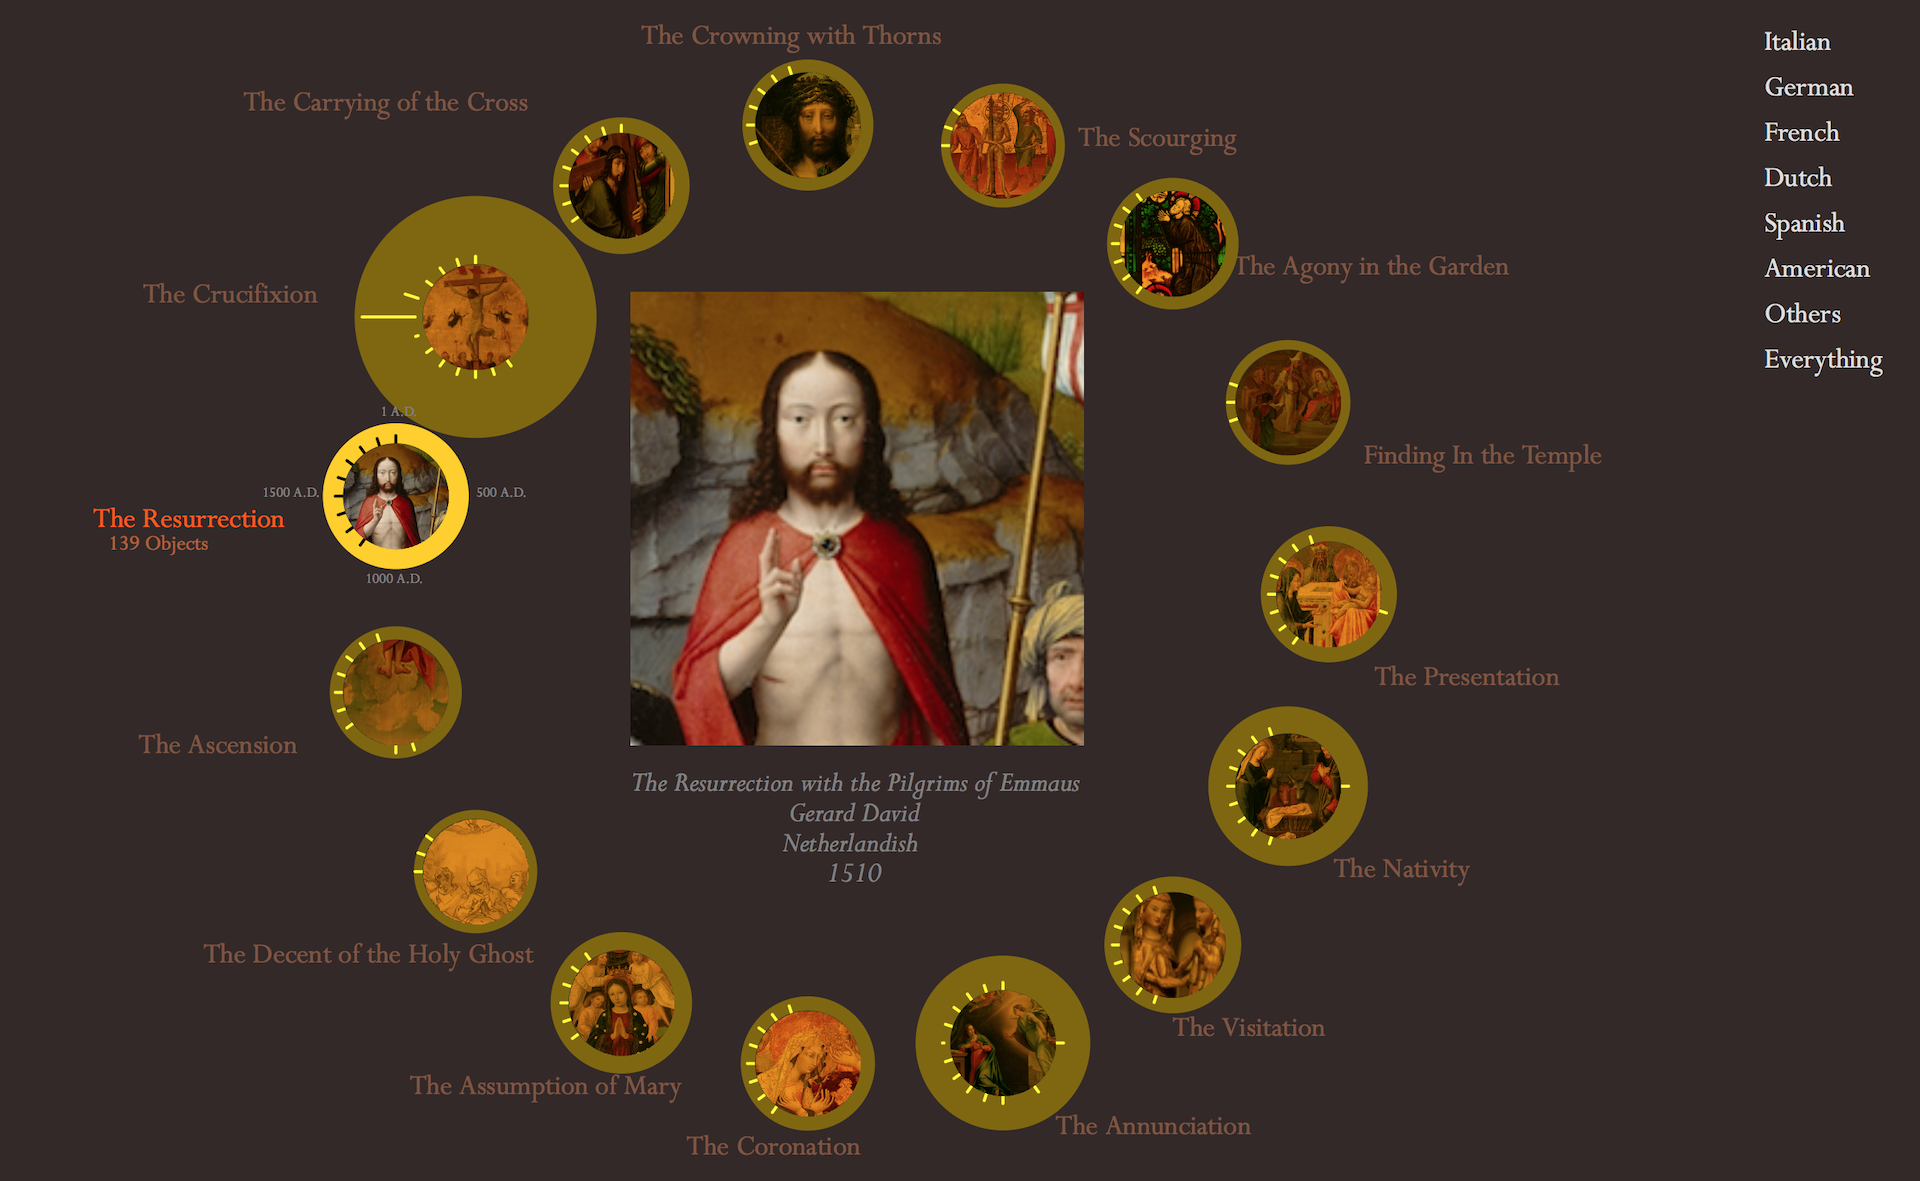 The Crowning with Thorns
The Carrying of the Cross
The Scourging
The Agony in the Garden
The Crucifixion
1 A.D.
1500 A.D.
500 A.D.
The Resurrection
139 Objects
1000 A.D.
Finding In the Temple
The Presentation
The Ascension
The Resurrection with the Pilgrims of Emmaus
Gerard David
Netherlandish
1510
The Nativity
The Decent of the Holy Ghost
The Visitation
The Assumption of Mary
The Annunciation
The Coronation
Italian
German
French
Dutch
Spanish
American
Others
Everything